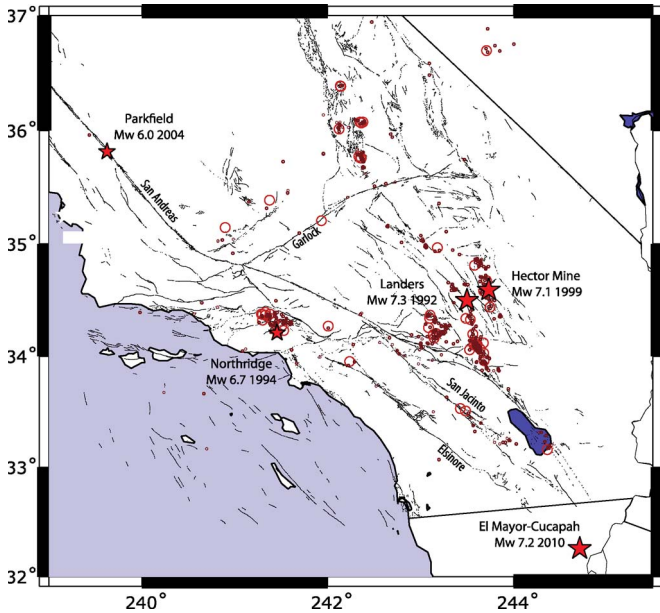 37°
36°
35°
34°
33°
32°
240°
242°
244°
Parkfield
Mw 6.0 2004
San Andreas
Garlock
Landers
Mw 7.3 1992
Hector Mine
Mw 7.1 1999
Northridge
Mw 6.7 1994
San Jacinto
Elsinore
El Mayor-Cucapah
Mw 7.2 2010